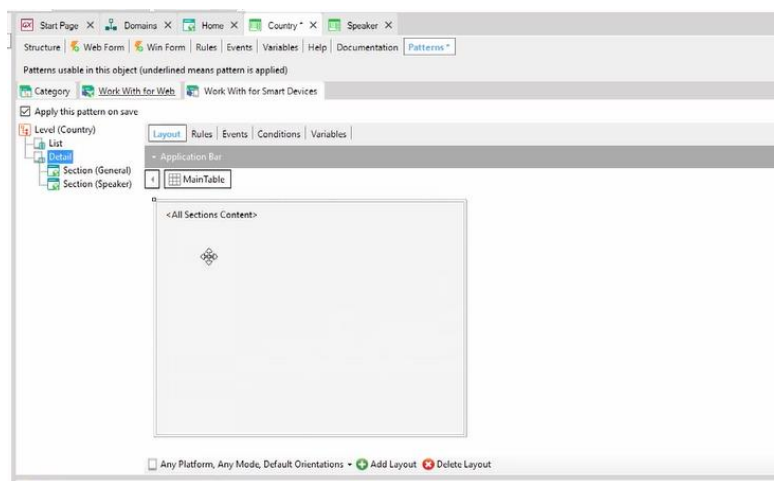 GX Start Page X Domains X Home X Country * X Speaker X
Structure Web Form Win Form Rules Events Variables Help Documentation Patterns *
Patterns usable in this object (underlined means pattern is applied)
Category Work With for Web Work With for Smart Devices
Apply this pattern on save
Level (Country)
List
Detail
Section (General)
Section (Speaker)
Layout Rules Events Conditions Variables
Application Bar
MainTable
<All Sections Content>
Any Platform, Any Mode, Default Orientations Add Layout Delete Layout